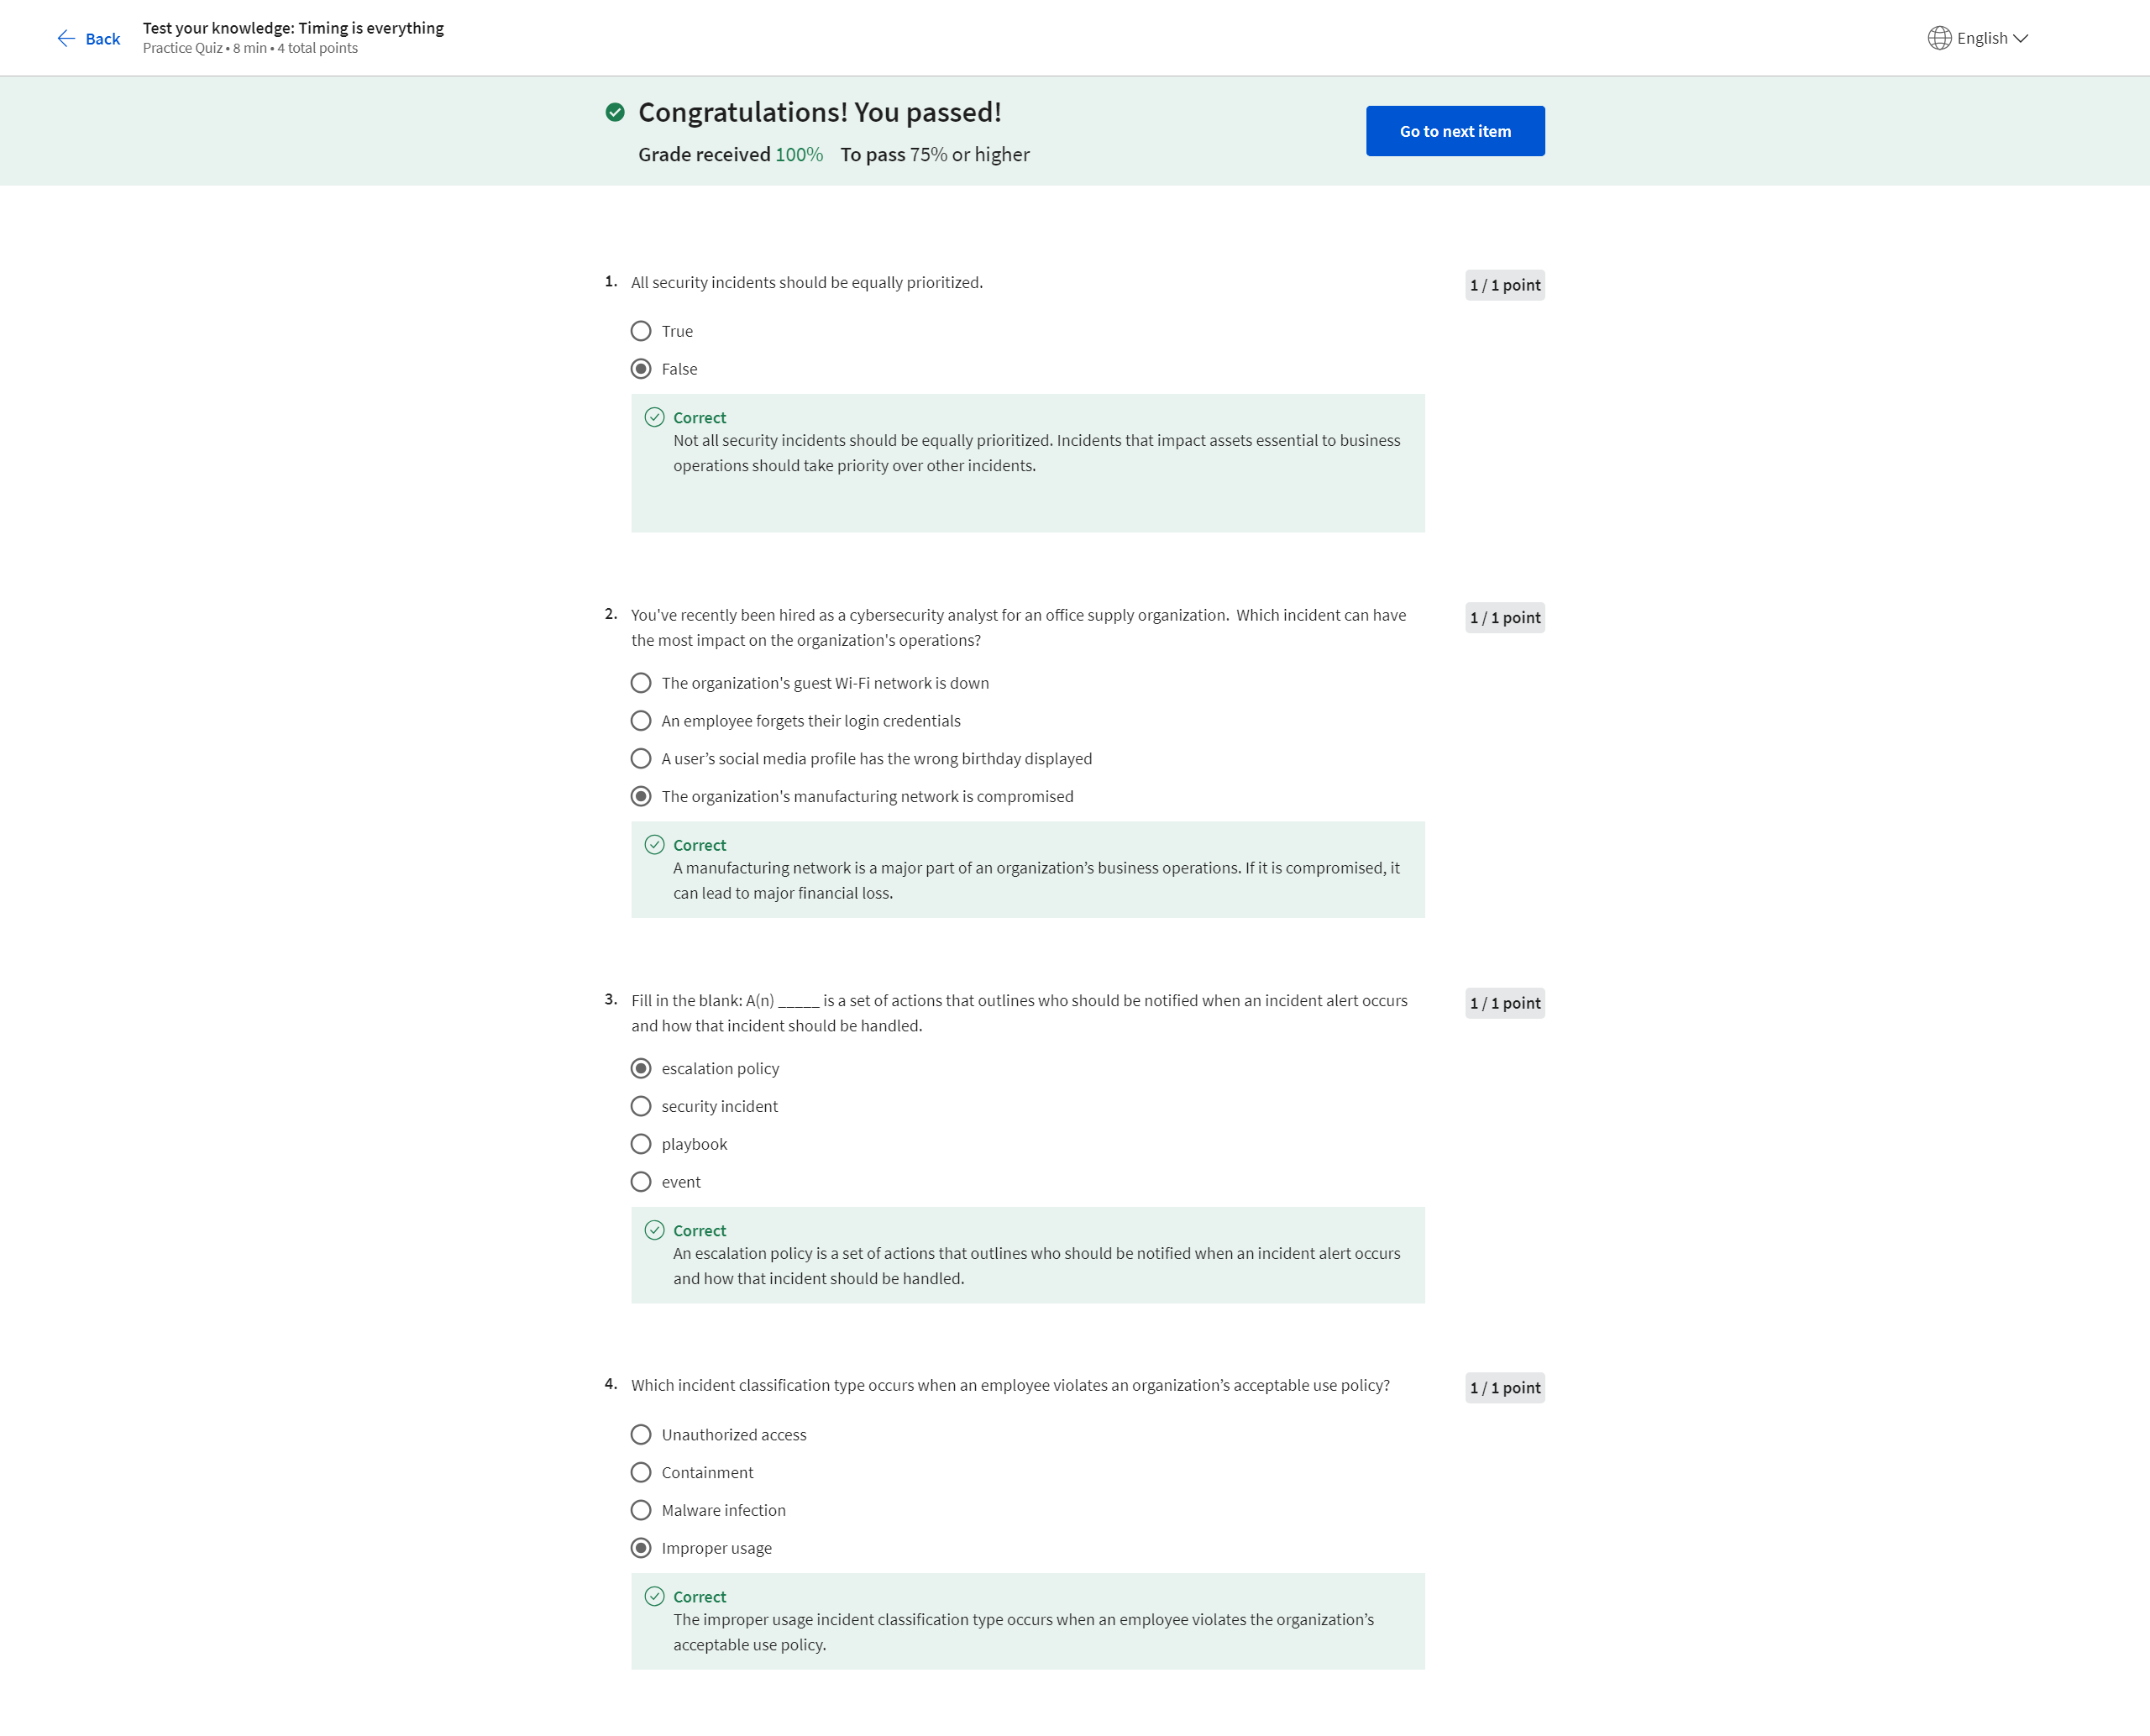 Back
Test your knowledge: Timing is everything
Practice Quiz • 8 min • 4 total points
English
Congratulations! You passed!
Grade received 100% To pass 75% or higher
Go to next item
1. All security incidents should be equally prioritized.
1 / 1 point
True
False
Correct
Not all security incidents should be equally prioritized. Incidents that impact assets essential to business
operations should take priority over other incidents.
2. You've recently been hired as a cybersecurity analyst for an office supply organization.  Which incident can have
the most impact on the organization's operations?
1 / 1 point
The organization's guest Wi-Fi network is down
An employee forgets their login credentials
A user’s social media profile has the wrong birthday displayed
The organization's manufacturing network is compromised
Correct
A manufacturing network is a major part of an organization’s business operations. If it is compromised, it
can lead to major financial loss.
3. Fill in the blank: A(n) _____ is a set of actions that outlines who should be notified when an incident alert occurs
and how that incident should be handled.
1 / 1 point
escalation policy
security incident
playbook
event
Correct
An escalation policy is a set of actions that outlines who should be notified when an incident alert occurs
and how that incident should be handled.
4. Which incident classification type occurs when an employee violates an organization’s acceptable use policy?
1 / 1 point
Unauthorized access
Containment
Malware infection
Improper usage
Correct
The improper usage incident classification type occurs when an employee violates the organization’s
acceptable use policy.